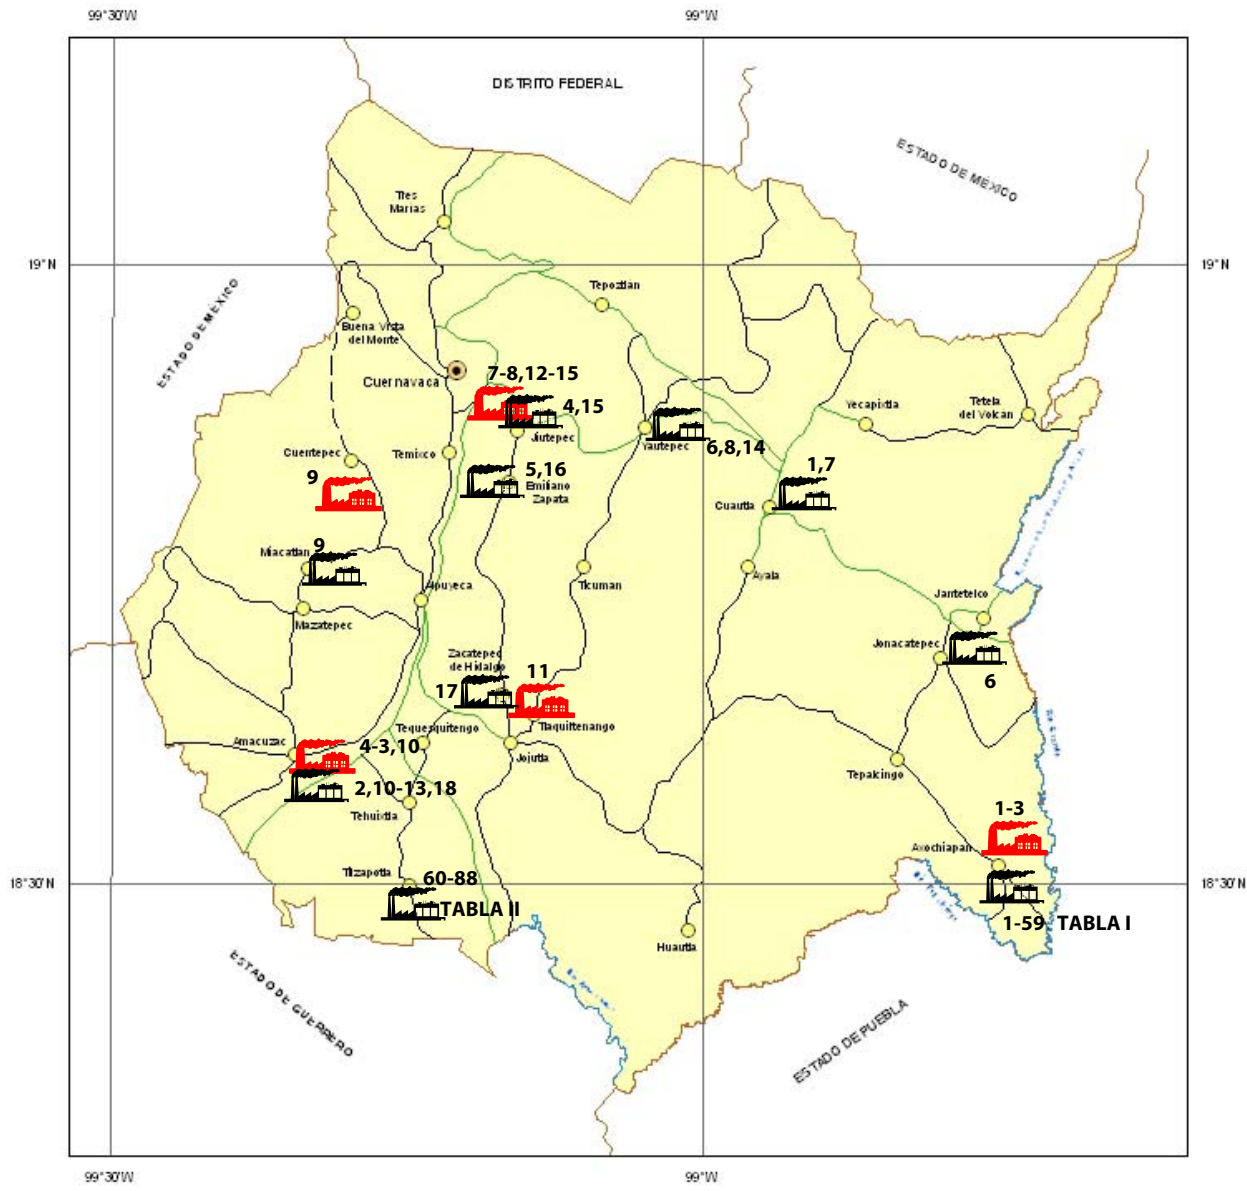 99°30'W
99°W
DISTRITO FEDERAL
ESTADO DE MÉXICO
Tres
Marías
19°N
19°N
Tepoztlan
ESTADO DE MÉXICO
Buena Vista
del Monte
Cuernavaca
7-8,12-15
4,15
Jiutepec
Yautepec
6,8,14
Yecapixtla
Tetela
del Volcan
Cuentepec
9
Temixco
5,16
Emiliano
Zapata
1,7
Cuautla
Miacatlan
9
Mazatepec
Alpuyeca
Ticuman
Ayala
Jantetelco
Jonacatepec
6
Zacatepec
de Hidalgo
17
11
Tlaquiltenango
Amacuzac
4-3,10
Tequesquitengo
Jojutla
2,10-13,18
Tehuixtla
Tepalcingo
1-3
Axochiapan
Tilzapotla
60-88
TABLA II
18°30'N
18°30'N
1-59 TABLA I
Huautla
ESTADO DE GUERRERO
ESTADO DE PUEBLA
99°30'W
99°W